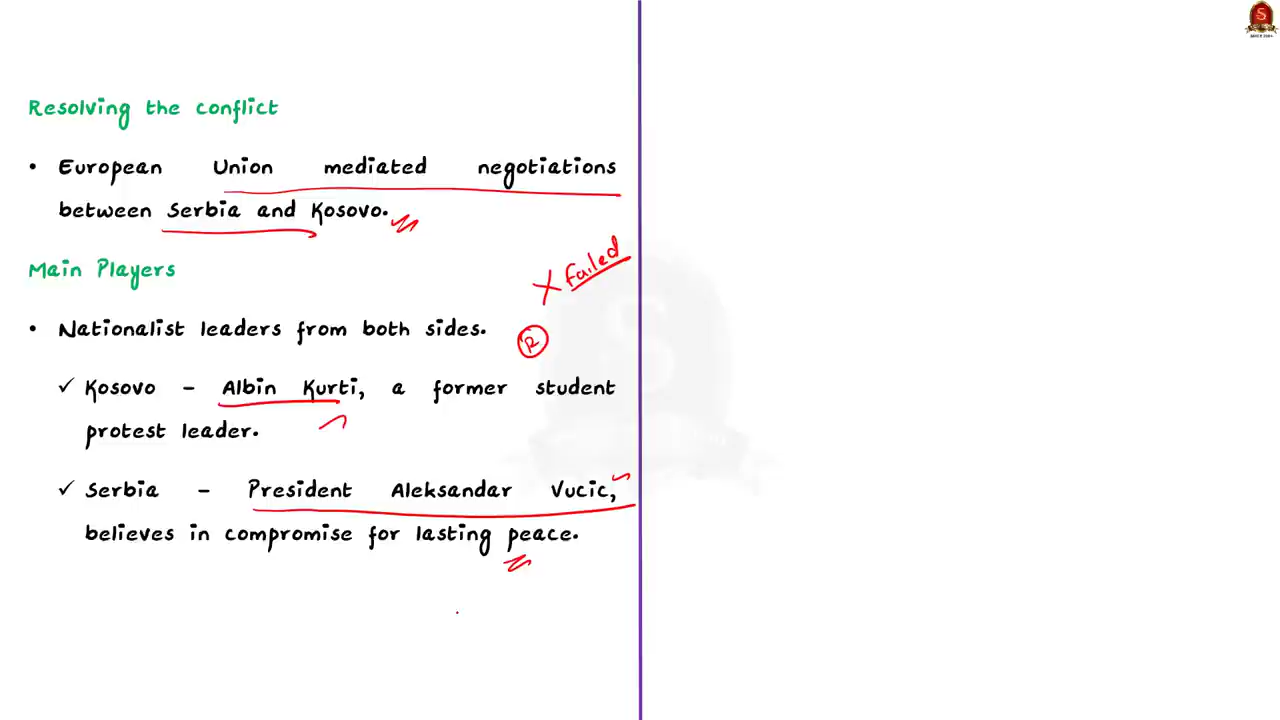 Resolving the conflict
• European Union mediated negotiations
between Serbia and Kosovo.
X Failed
Main Players
• Nationalist leaders from both sides.
R
✓ Kosovo - Albin Kurti, a former student
protest leader.
✓ Serbia - President Aleksandar Vucic,
believes in compromise for lasting peace.